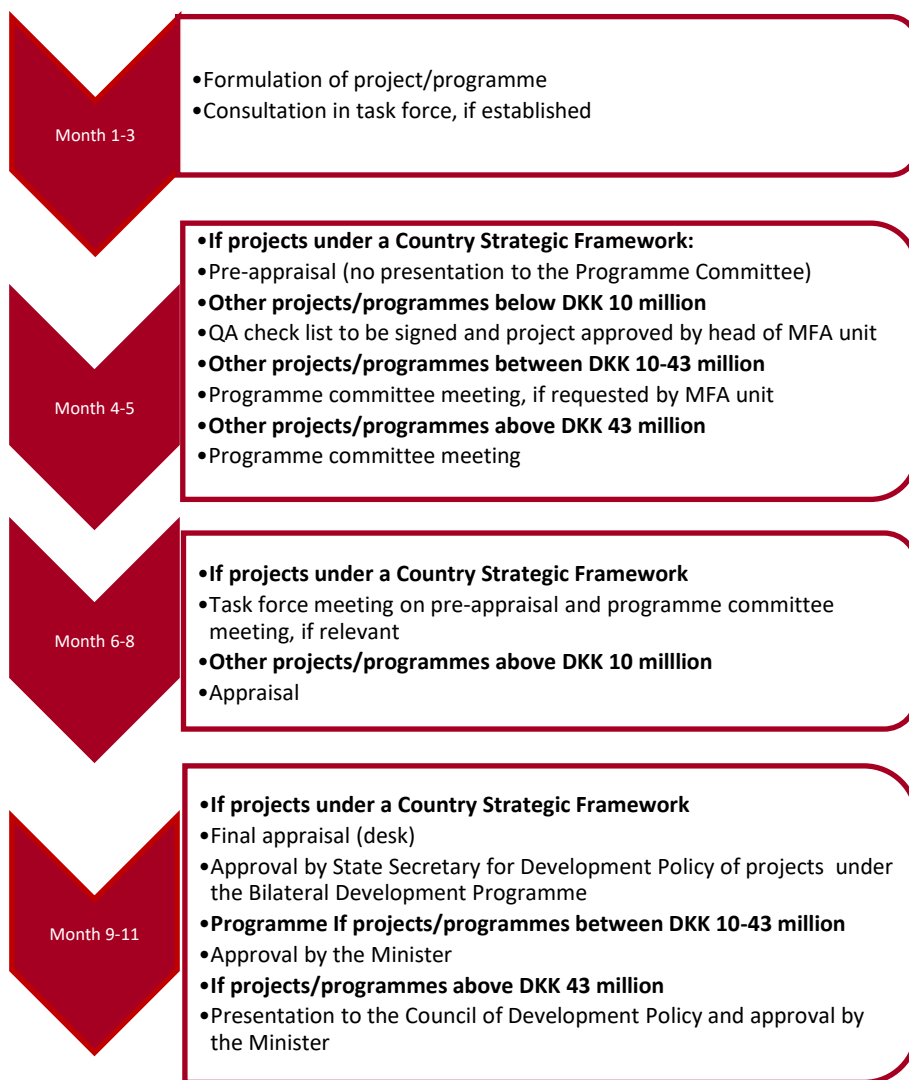 Month 1-3
•Formulation of project/programme
•Consultation in task force, if established
Month 4-5
•If projects under a Country Strategic Framework:
•Pre-appraisal (no presentation to the Programme Committee)
•Other projects/programmes below DKK 10 million
•QA check list to be signed and project approved by head of MFA unit
•Other projects/programmes between DKK 10-43 million
•Programme committee meeting, if requested by MFA unit
•Other projects/programmes above DKK 43 million
•Programme committee meeting
Month 6-8
•If projects under a Country Strategic Framework
•Task force meeting on pre-appraisal and programme committee
meeting, if relevant
•Other projects/programmes above DKK 10 milllion
•Appraisal
Month 9-11
•If projects under a Country Strategic Framework
•Final appraisal (desk)
•Approval by State Secretary for Development Policy of projects  under
the Bilateral Development Programme
•Programme If projects/programmes between DKK 10-43 million
•Approval by the Minister
•If projects/programmes above DKK 43 million
•Presentation to the Council of Development Policy and approval by
the Minister